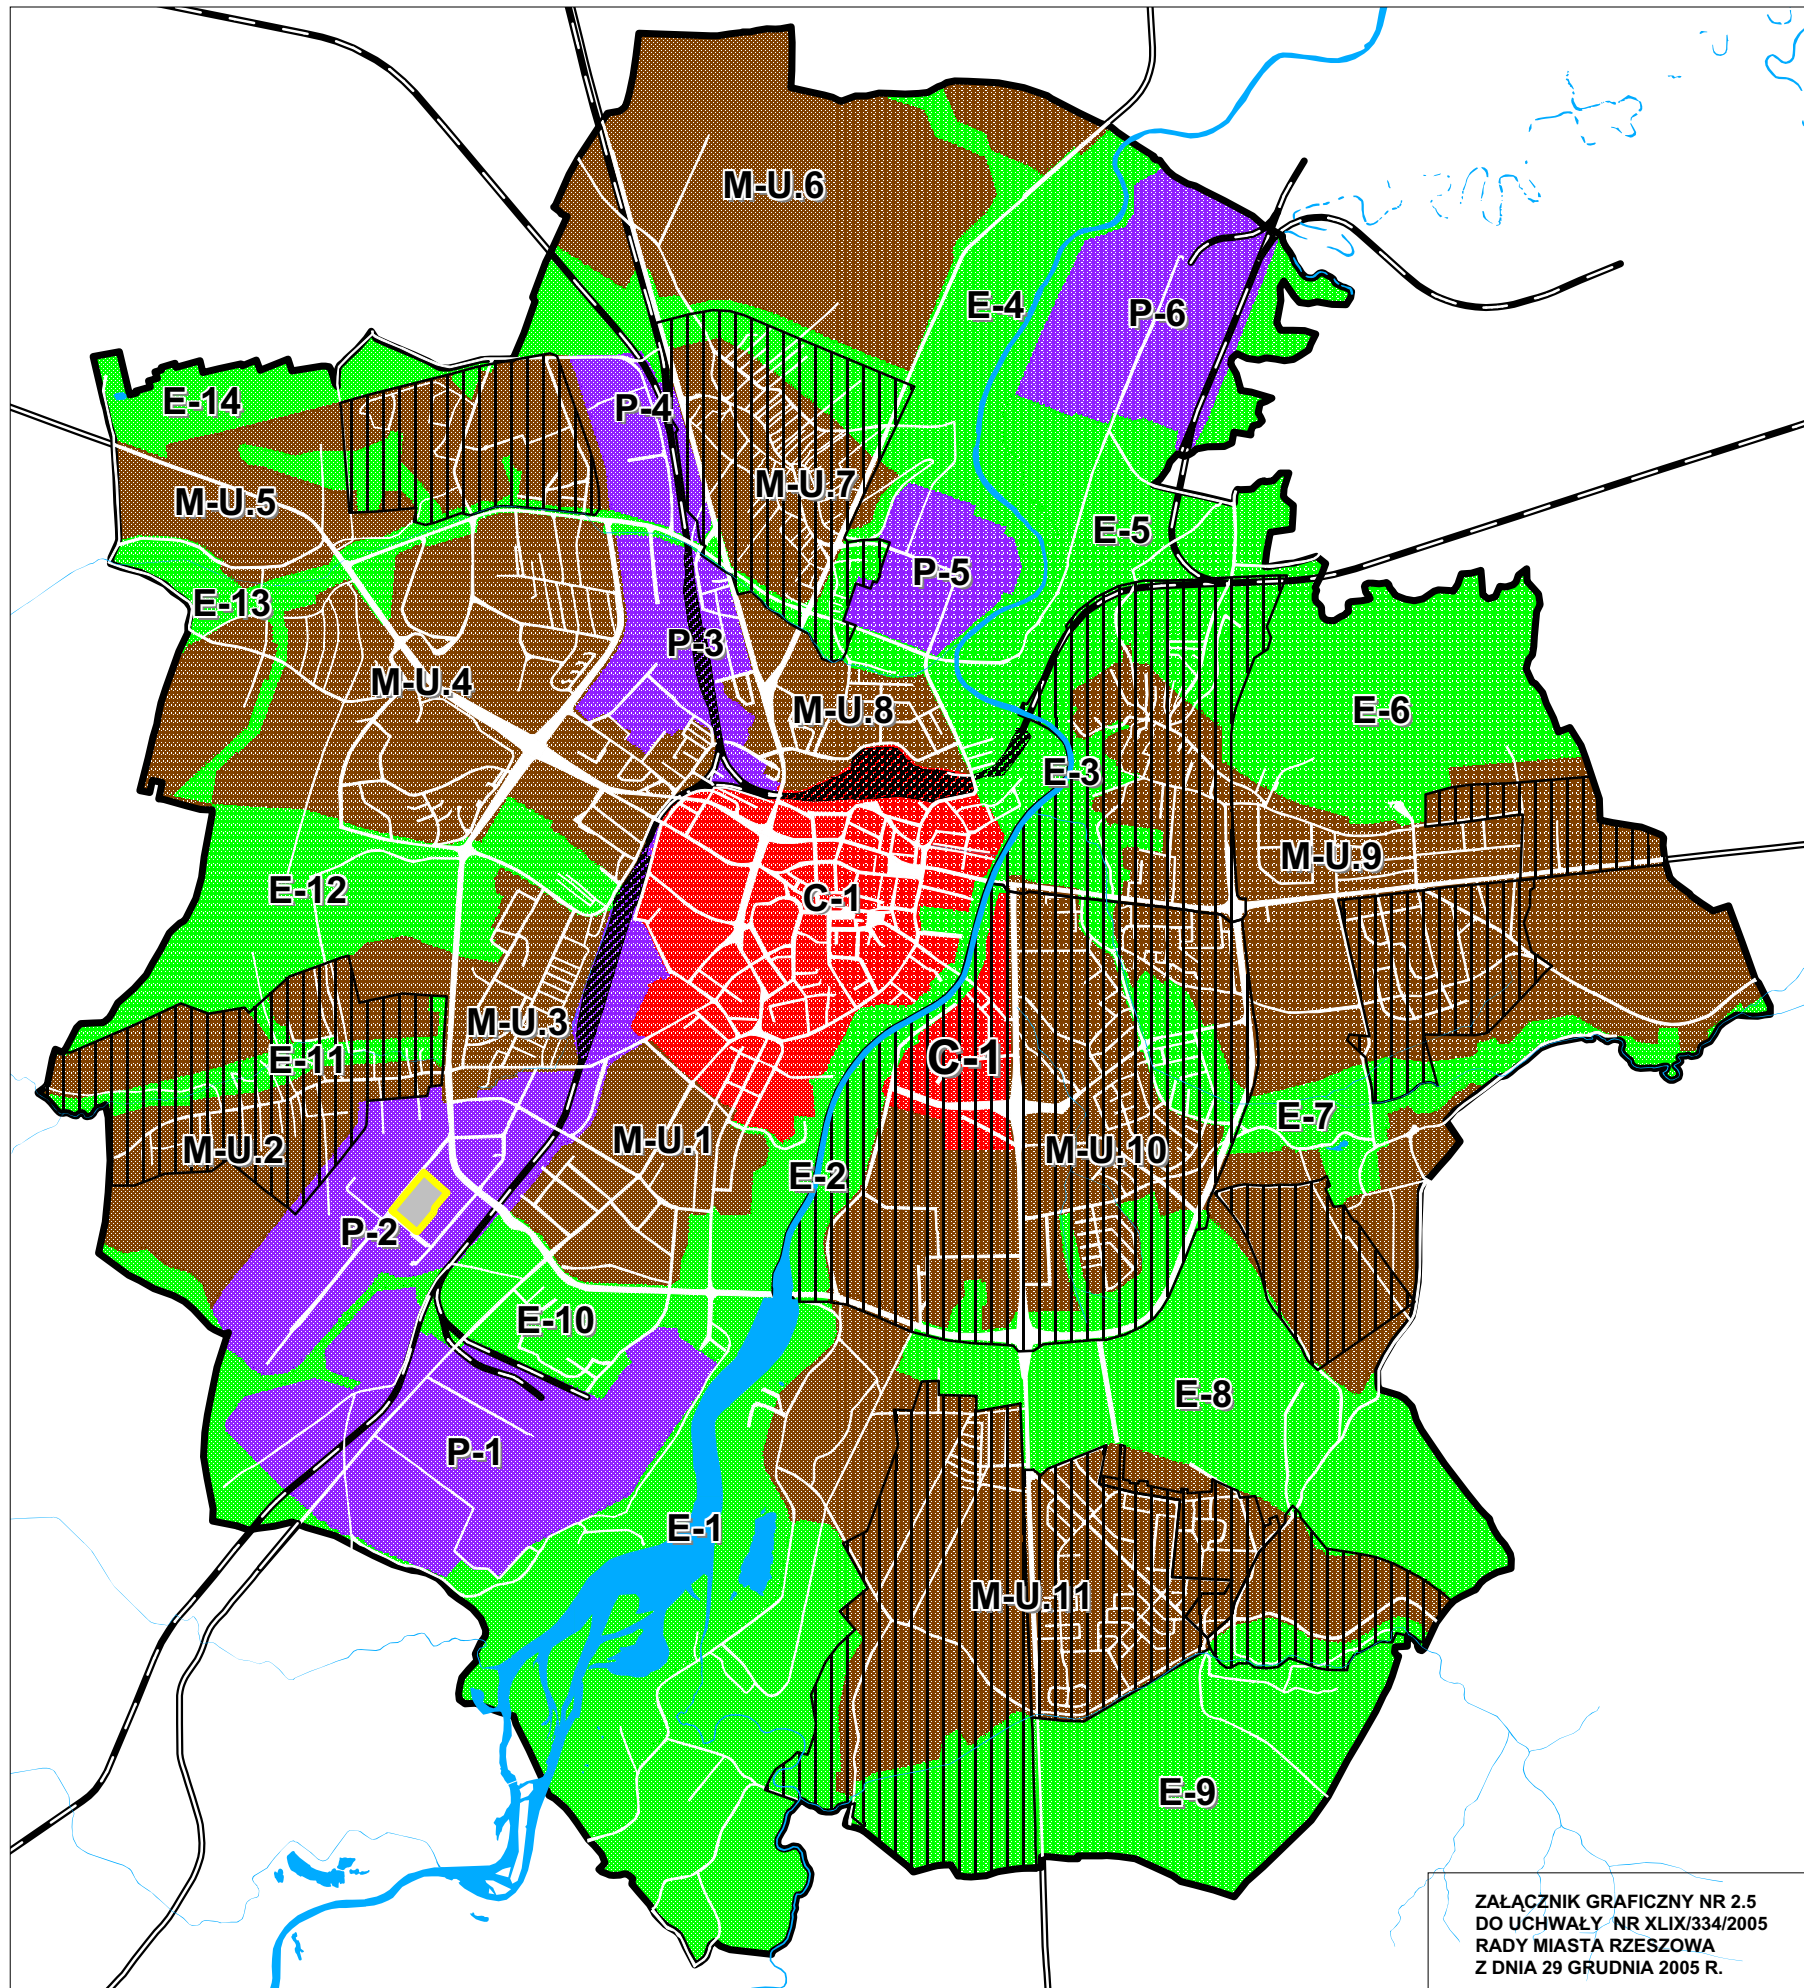 M-U.6
E-4
P-6
E-14
P-4
M-U.7
M-U.5
E-5
P-5
E-13
P-3
M-U.4
M-U.8
E-6
E-3
M-U.9
E-12
C-1
M-U.3
E-11
C-1
E-7
M-U.2
M-U.1
M-U.10
E-2
P-2
E-10
E-8
P-1
E-1
M-U.11
E-9
ZAŁĄCZNIK GRAFICZNY NR 2.5
DO UCHWAŁY NR XLIX/334/2005
RADY MIASTA RZESZOWA
Z DNIA 29 GRUDNIA 2005 R.